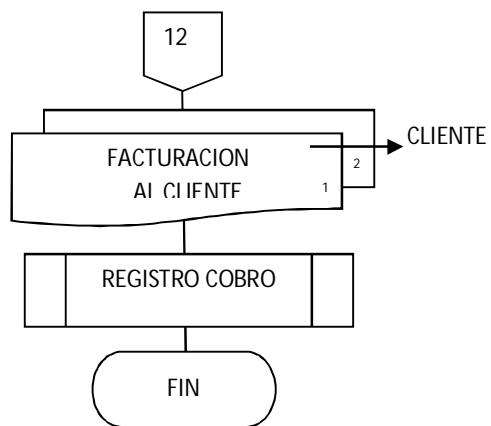 12
CLIENTE
FACTURACION
2
AL CLIENTE
1
REGISTRO COBRO
FIN